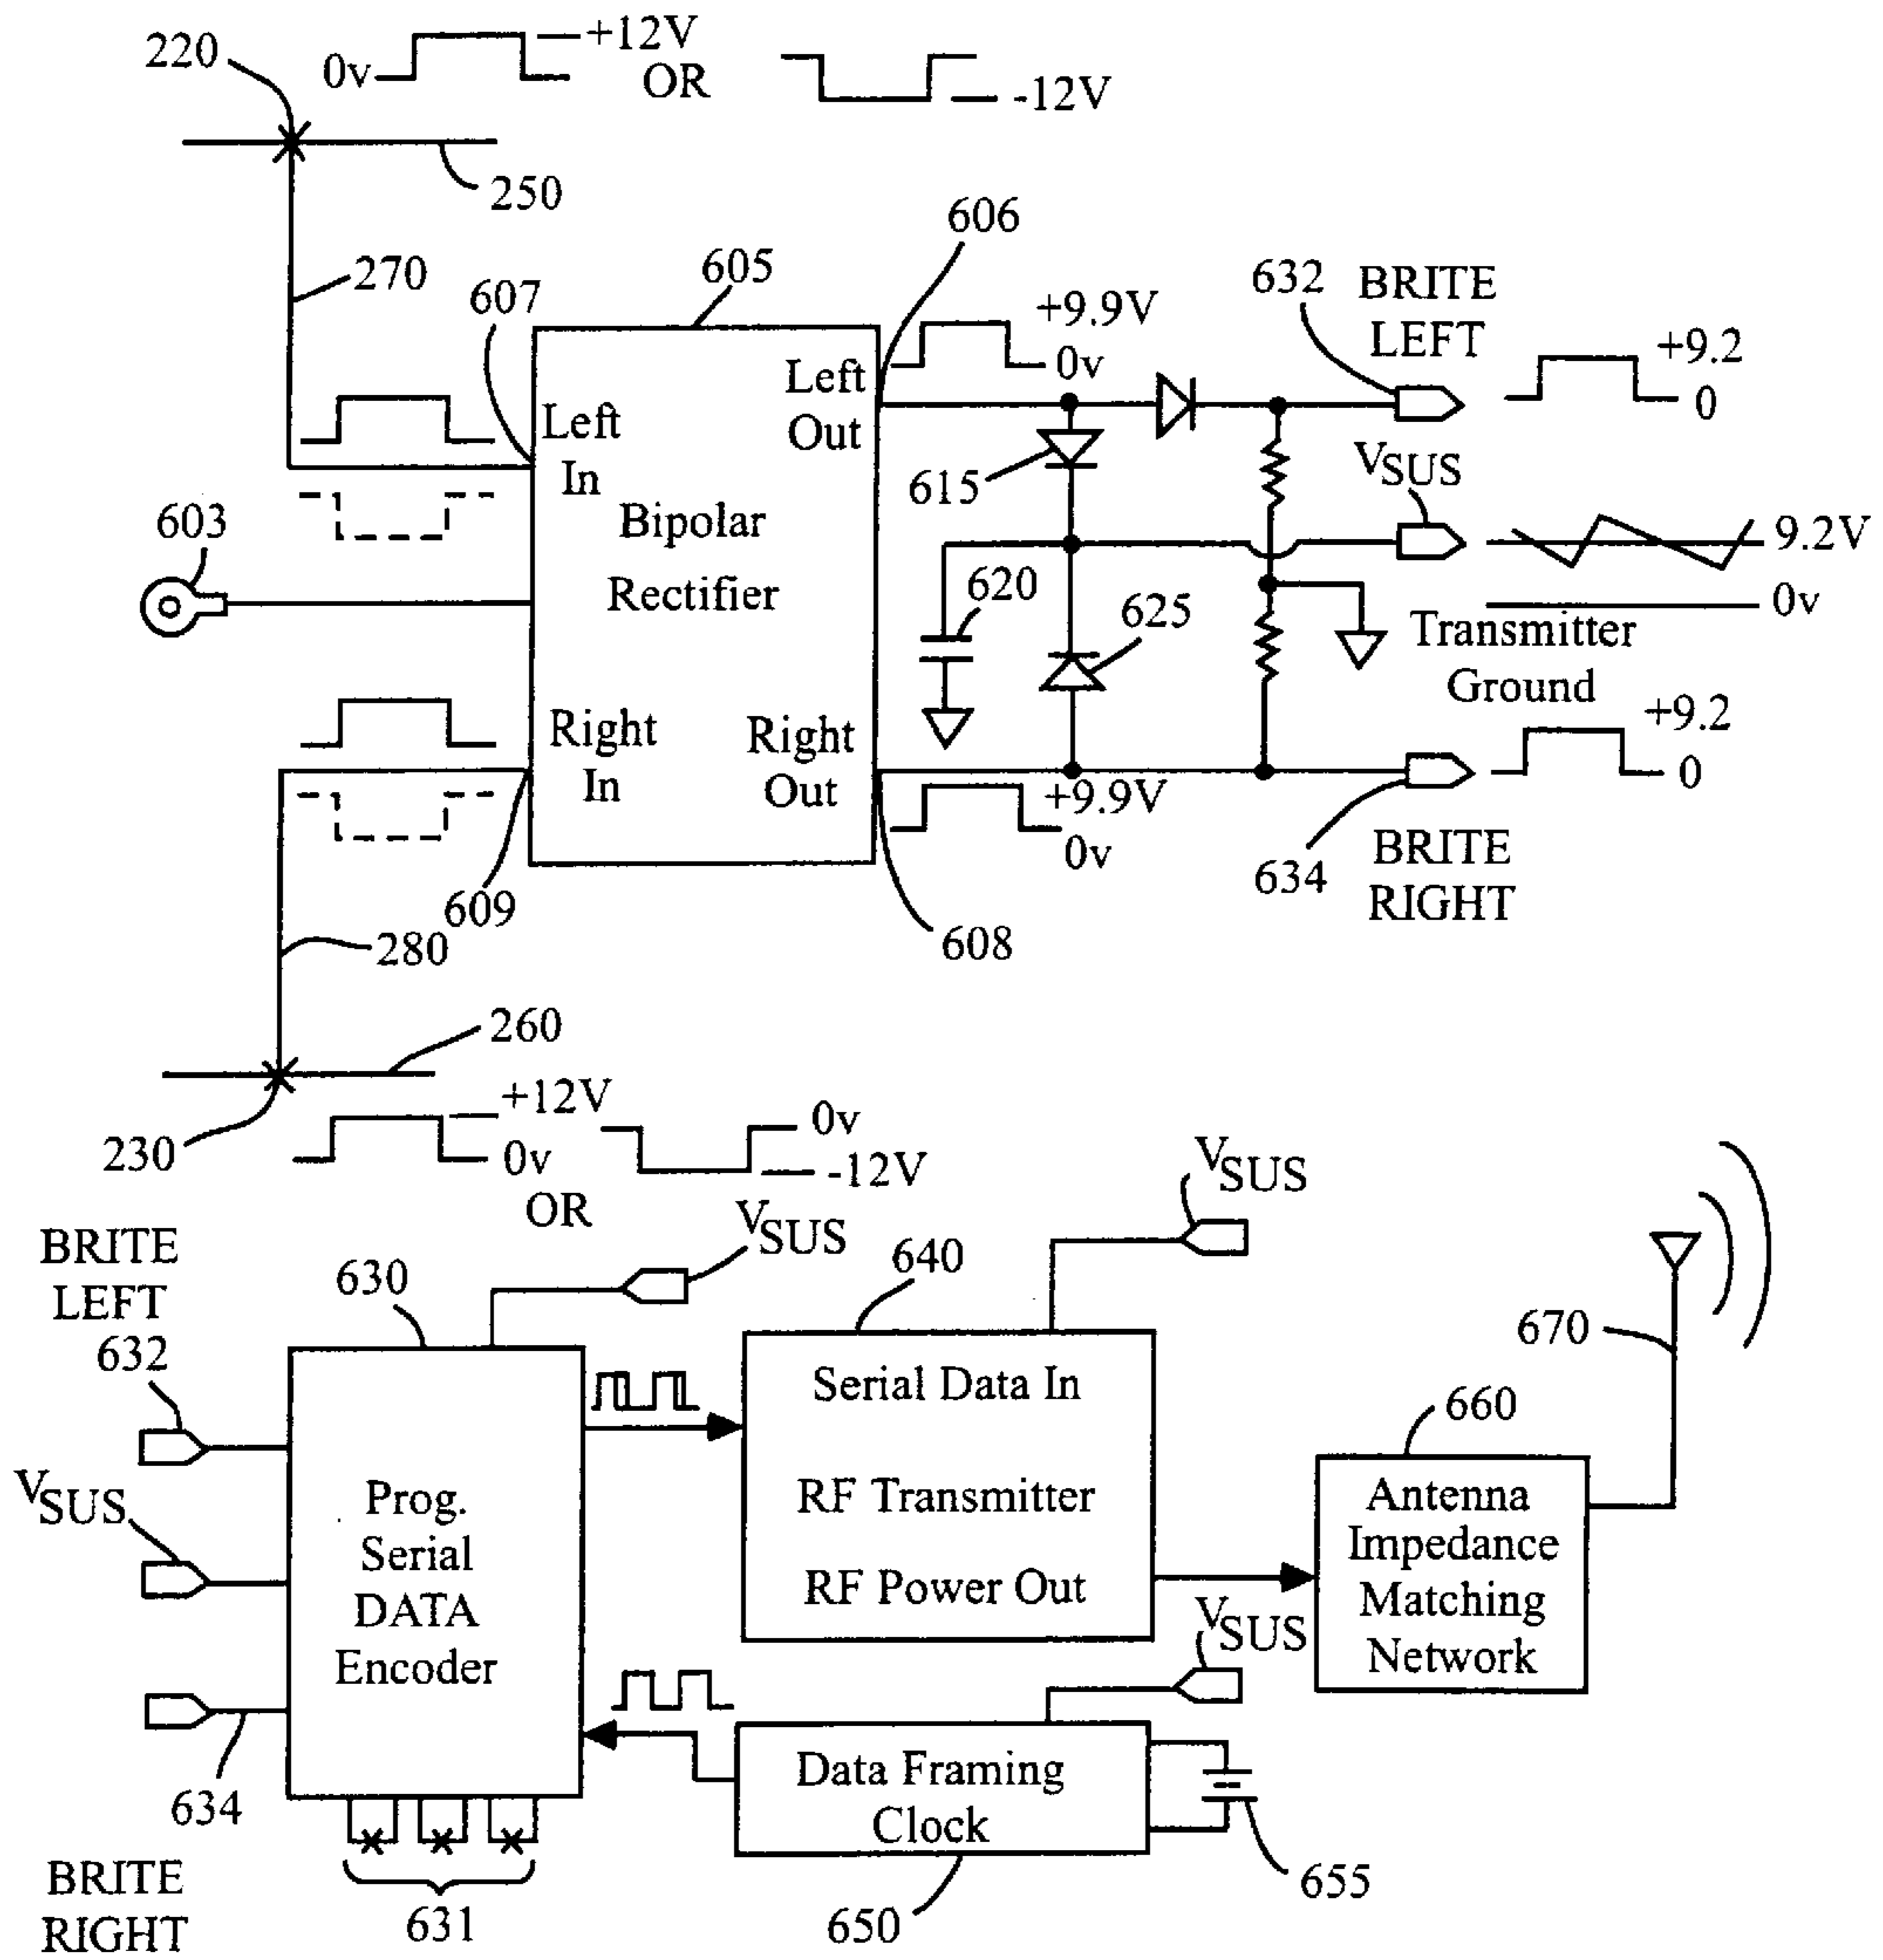 220
0v
+12V
OR
-12V
250
270
607
605
606
+9.9V
0v
632
BRITE
LEFT
+9.2
0
Left
In
Left
Out
615
VSUS
603
Bipolar
Rectifier
620
625
9.2V
0v
Transmitter
Ground
Right
In
Right
Out
+9.9V
0v
+9.2
0
634
BRITE
RIGHT
609
608
280
260
230
+12V
0v
OR
0v
-12V
BRITE
LEFT
632
630
VSUS
640
VSUS
670
Serial Data In
RF Transmitter
RF Power Out
660
VSUS
Prog.
Serial
DATA
Encoder
Antenna
Impedance
Matching
Network
VSUS
634
BRITE
RIGHT
631
Data Framing
Clock
650
655